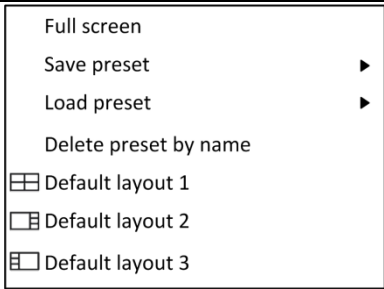 Full screen
Save preset
Load preset
Delete preset by name
Default layout 1
Default layout 2
Default layout 3